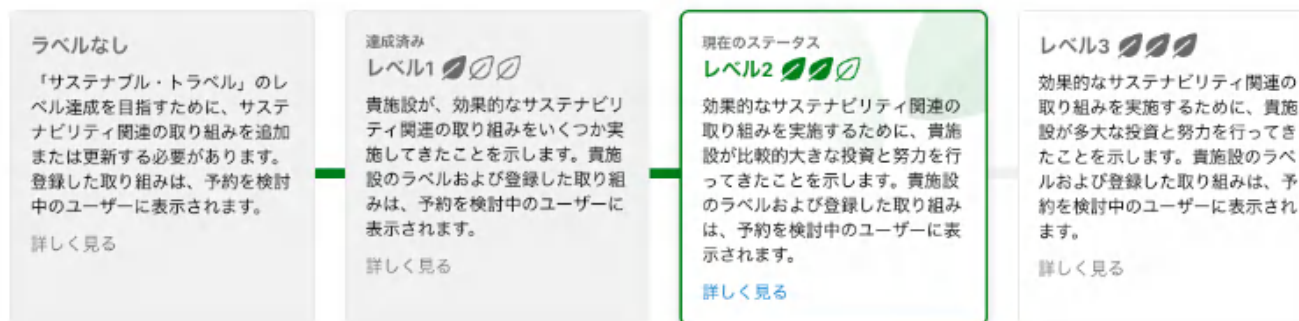 ラベルなし
「サステナブル・トラベル」のレ
ベル達成を目指すために、サステ
ナビリティ関連の取り組みを追加
または更新する必要があります。
登録した取り組みは、予約を検討
中のユーザーに表示されます。
詳しく見る
達成済み
レベル1
貴施設が、効果的なサステナビリ
ティ関連の取り組みをいくつか実
施してきたことを示します。貴施
設のラベルおよび登録した取り組
みは、予約を検討中のユーザーに
表示されます。
詳しく見る
現在のステータス
レベル2
効果的なサステナビリティ関連の
取り組みを実施するために、貴施
設が比較的大きな投資と努力を行
ってきたことを示します。貴施設
のラベルおよび登録した取り組み
は、予約を検討中のユーザーに表
示されます。
詳しく見る
レベル3
効果的なサステナビリティ関連の
取り組みを実施するために、貴施
設が多大な投資と努力を行ってき
たことを示します。貴施設のラベ
ルおよび登録した取り組みは、予
約を検討中のユーザーに表示され
ます。
詳しく見る